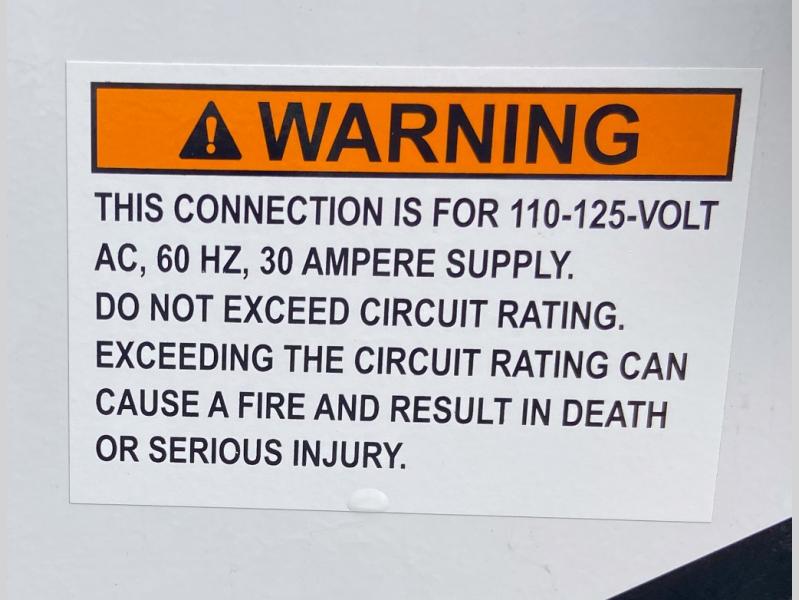 WARNING
THIS CONNECTION IS FOR 110-125-VOLT
AC, 60 HZ, 30 AMPERE SUPPLY.
DO NOT EXCEED CIRCUIT RATING.
EXCEEDING THE CIRCUIT RATING CAN
CAUSE A FIRE AND RESULT IN DEATH
OR SERIOUS INJURY.